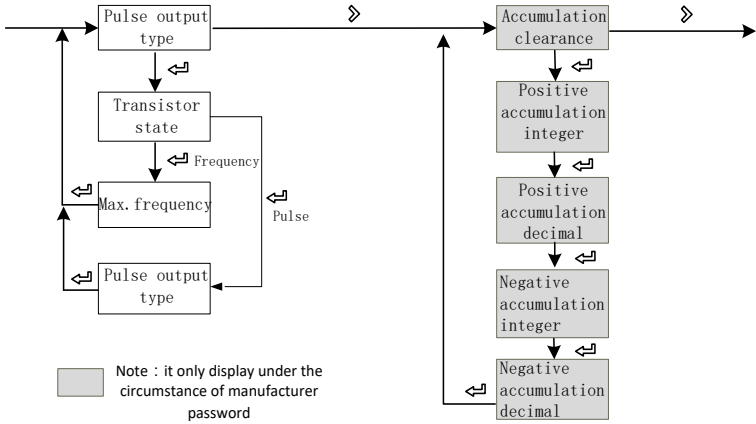 Pulse output
type
Transistor
state
Frequency
Max.frequency
Pulse
Pulse output
type
Accumulation
clearance
Positive
accumulation
integer
Positive
accumulation
decimal
Negative
accumulation
integer
Negative
accumulation
decimal
Note：it only display under the
circumstance of manufacturer
password